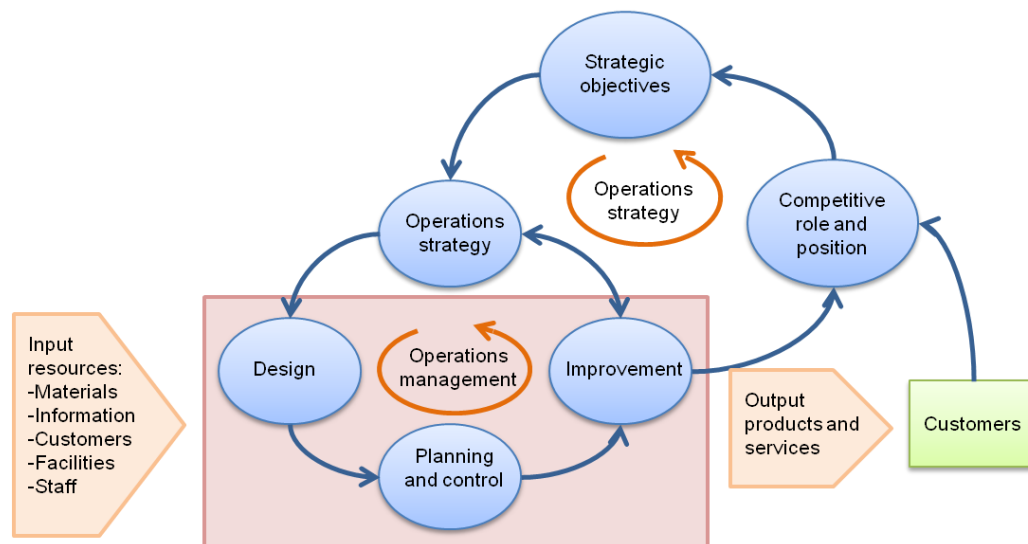 Strategic
objectives
Operations
strategy
Competitive
role and
position
Operations
strategy
Input
resources:
-Materials
-Information
-Customers
-Facilities
-Staff
Design
Operations
management
Improvement
Planning
and control
Output
products and
services
Customers